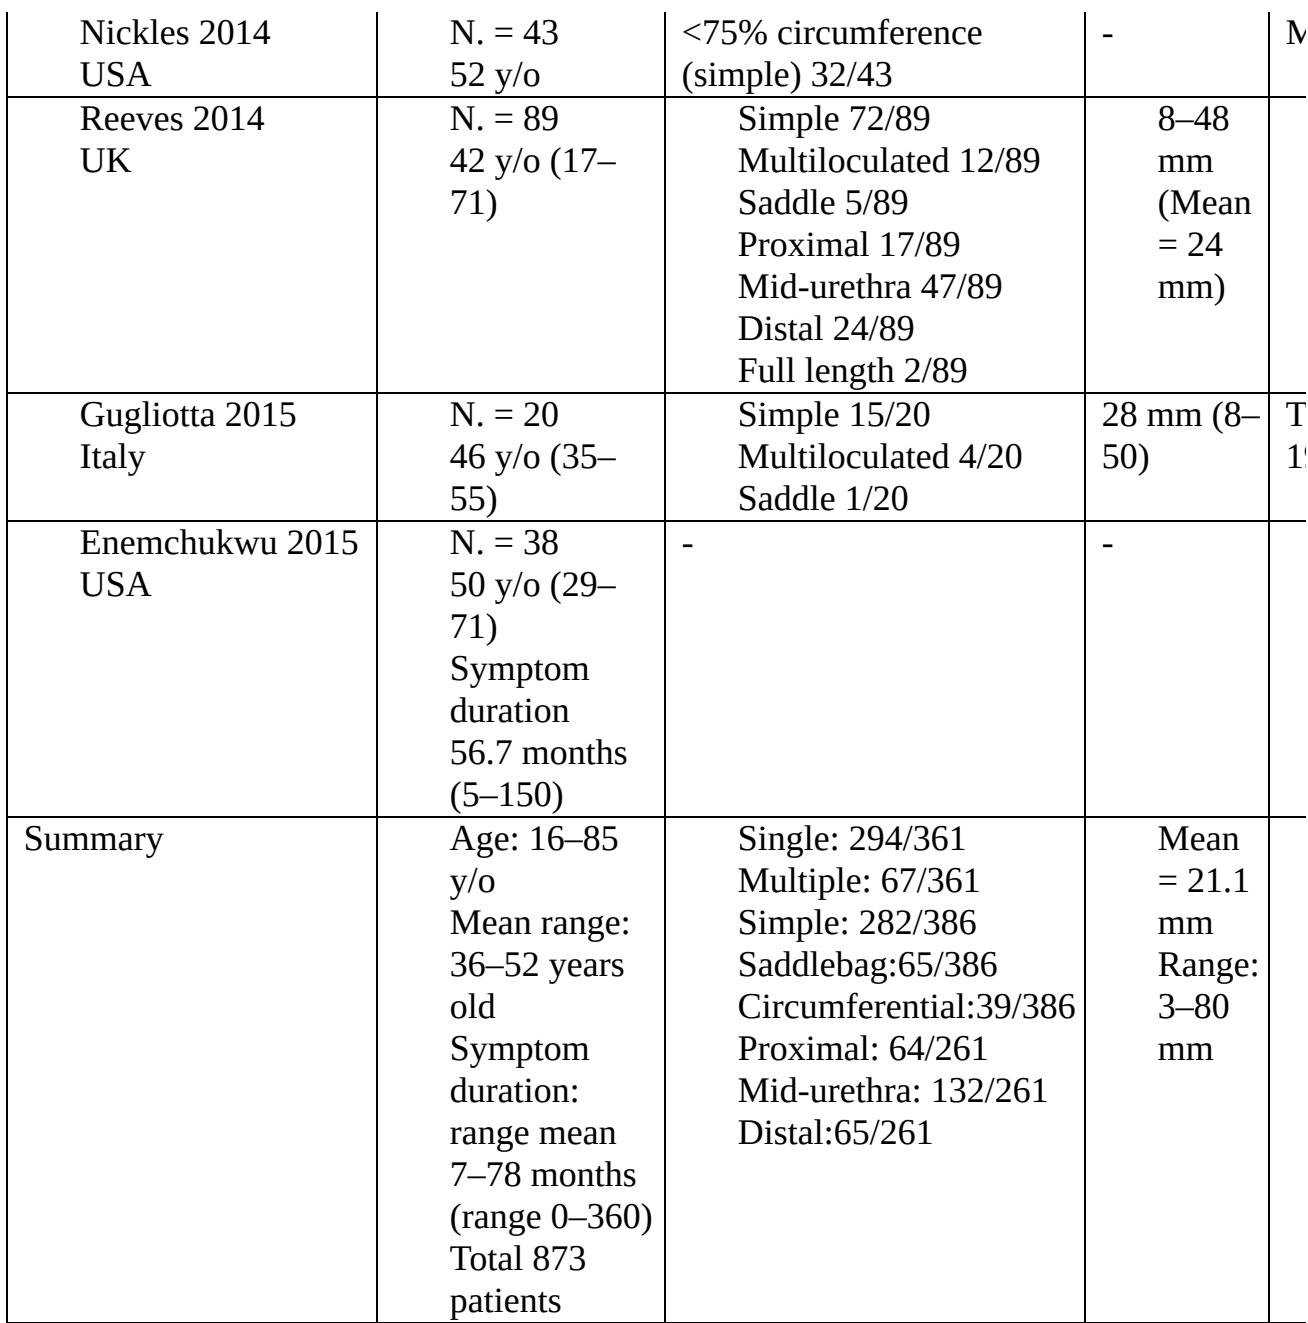 Nickles 2014
USA
N. = 43
52 y/o
<75% circumference
(simple) 32/43
-
Reeves 2014
UK
N. = 89
42 y/o (17–
71)
Simple 72/89
Multiloculated 12/89
Saddle 5/89
Proximal 17/89
Mid-urethra 47/89
Distal 24/89
Full length 2/89
8–48
mm
(Mean
= 24
mm)
Gugliotta 2015
Italy
N. = 20
46 y/o (35–
55)
Simple 15/20
Multiloculated 4/20
Saddle 1/20
28 mm (8–
50)
Enemchukwu 2015
USA
N. = 38
50 y/o (29–
71)
Symptom
duration
56.7 months
(5–150)
-
-
Summary
Age: 16–85
y/o
Mean range:
36–52 years
old
Symptom
duration:
range mean
7–78 months
(range 0–360)
Total 873
patients
Single: 294/361
Multiple: 67/361
Simple: 282/386
Saddlebag:65/386
Circumferential:39/386
Proximal: 64/261
Mid-urethra: 132/261
Distal:65/261
Mean
= 21.1
mm
Range:
3–80
mm